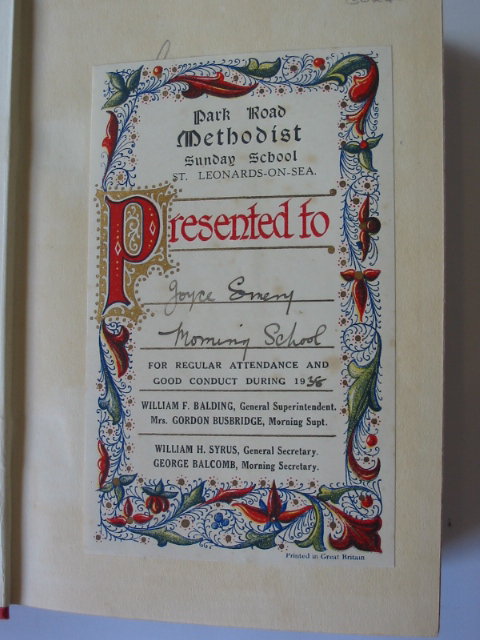 Park Road
Methodist
Sunday School
ST. LEONARDS-ON-SEA.
Presented to
Joyce Emery
Morning School
FOR REGULAR ATTENDANCE AND
GOOD CONDUCT DURING 1938
WILLIAM F. BALDING, General Superintendent.
Mrs. GORDON BUSBRIDGE, Morning Supt.
WILLIAM H. SYRUS, General Secretary.
GEORGE BALCOMB, Morning Secretary.
Printed in Great Britain